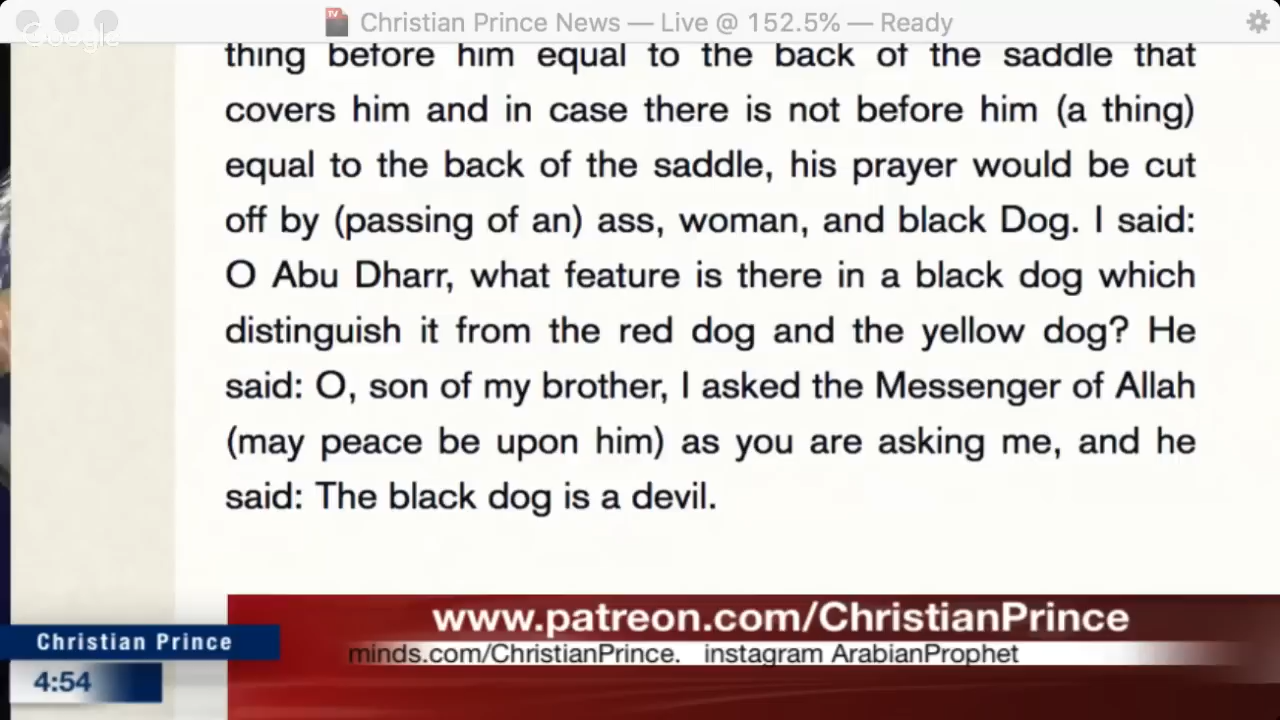 Christian Prince News — Live @ 152.5% — Ready
Google
thing before him equal to the back of the saddle that
covers him and in case there is not before him (a thing)
equal to the back of the saddle, his prayer would be cut
off by (passing of an) ass, woman, and black Dog. I said:
O Abu Dharr, what feature is there in a black dog which
distinguish it from the red dog and the yellow dog? He
said: O, son of my brother, I asked the Messenger of Allah
(may peace be upon him) as you are asking me, and he
said: The black dog is a devil.
www.patreon.com/ChristianPrince
Christian Prince
minds.com/ChristianPrince. instagram ArabianProphet
4:54